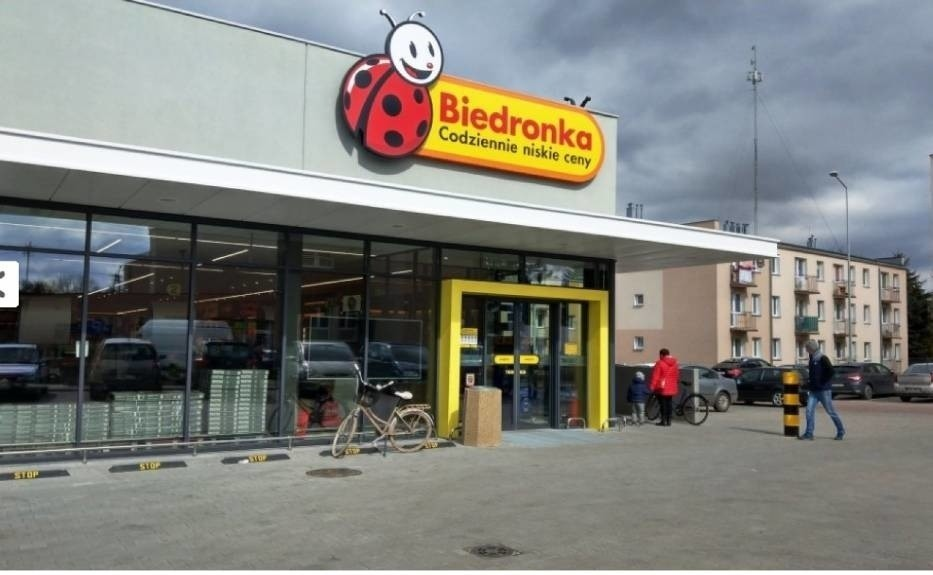 Biedronka
Codziennie niskie ceny
STOP
STOP
STOP
STOP